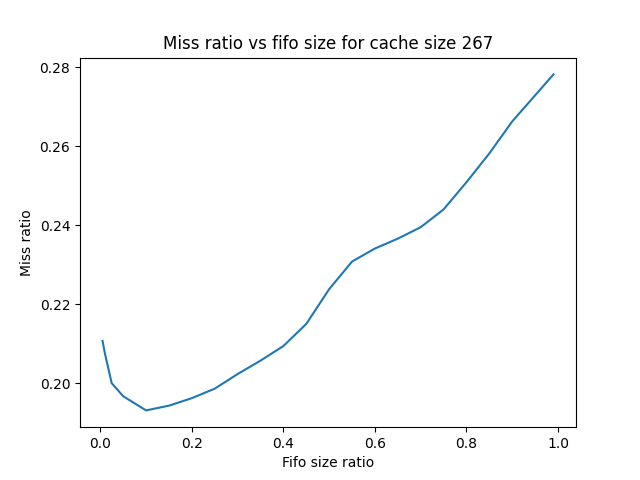 Miss ratio vs fifo size for cache size 267
0.28
0.26
0.24
0.22
0.20
Miss ratio
0.0 0.2 0.4 0.6 0.8 1.0
Fifo size ratio